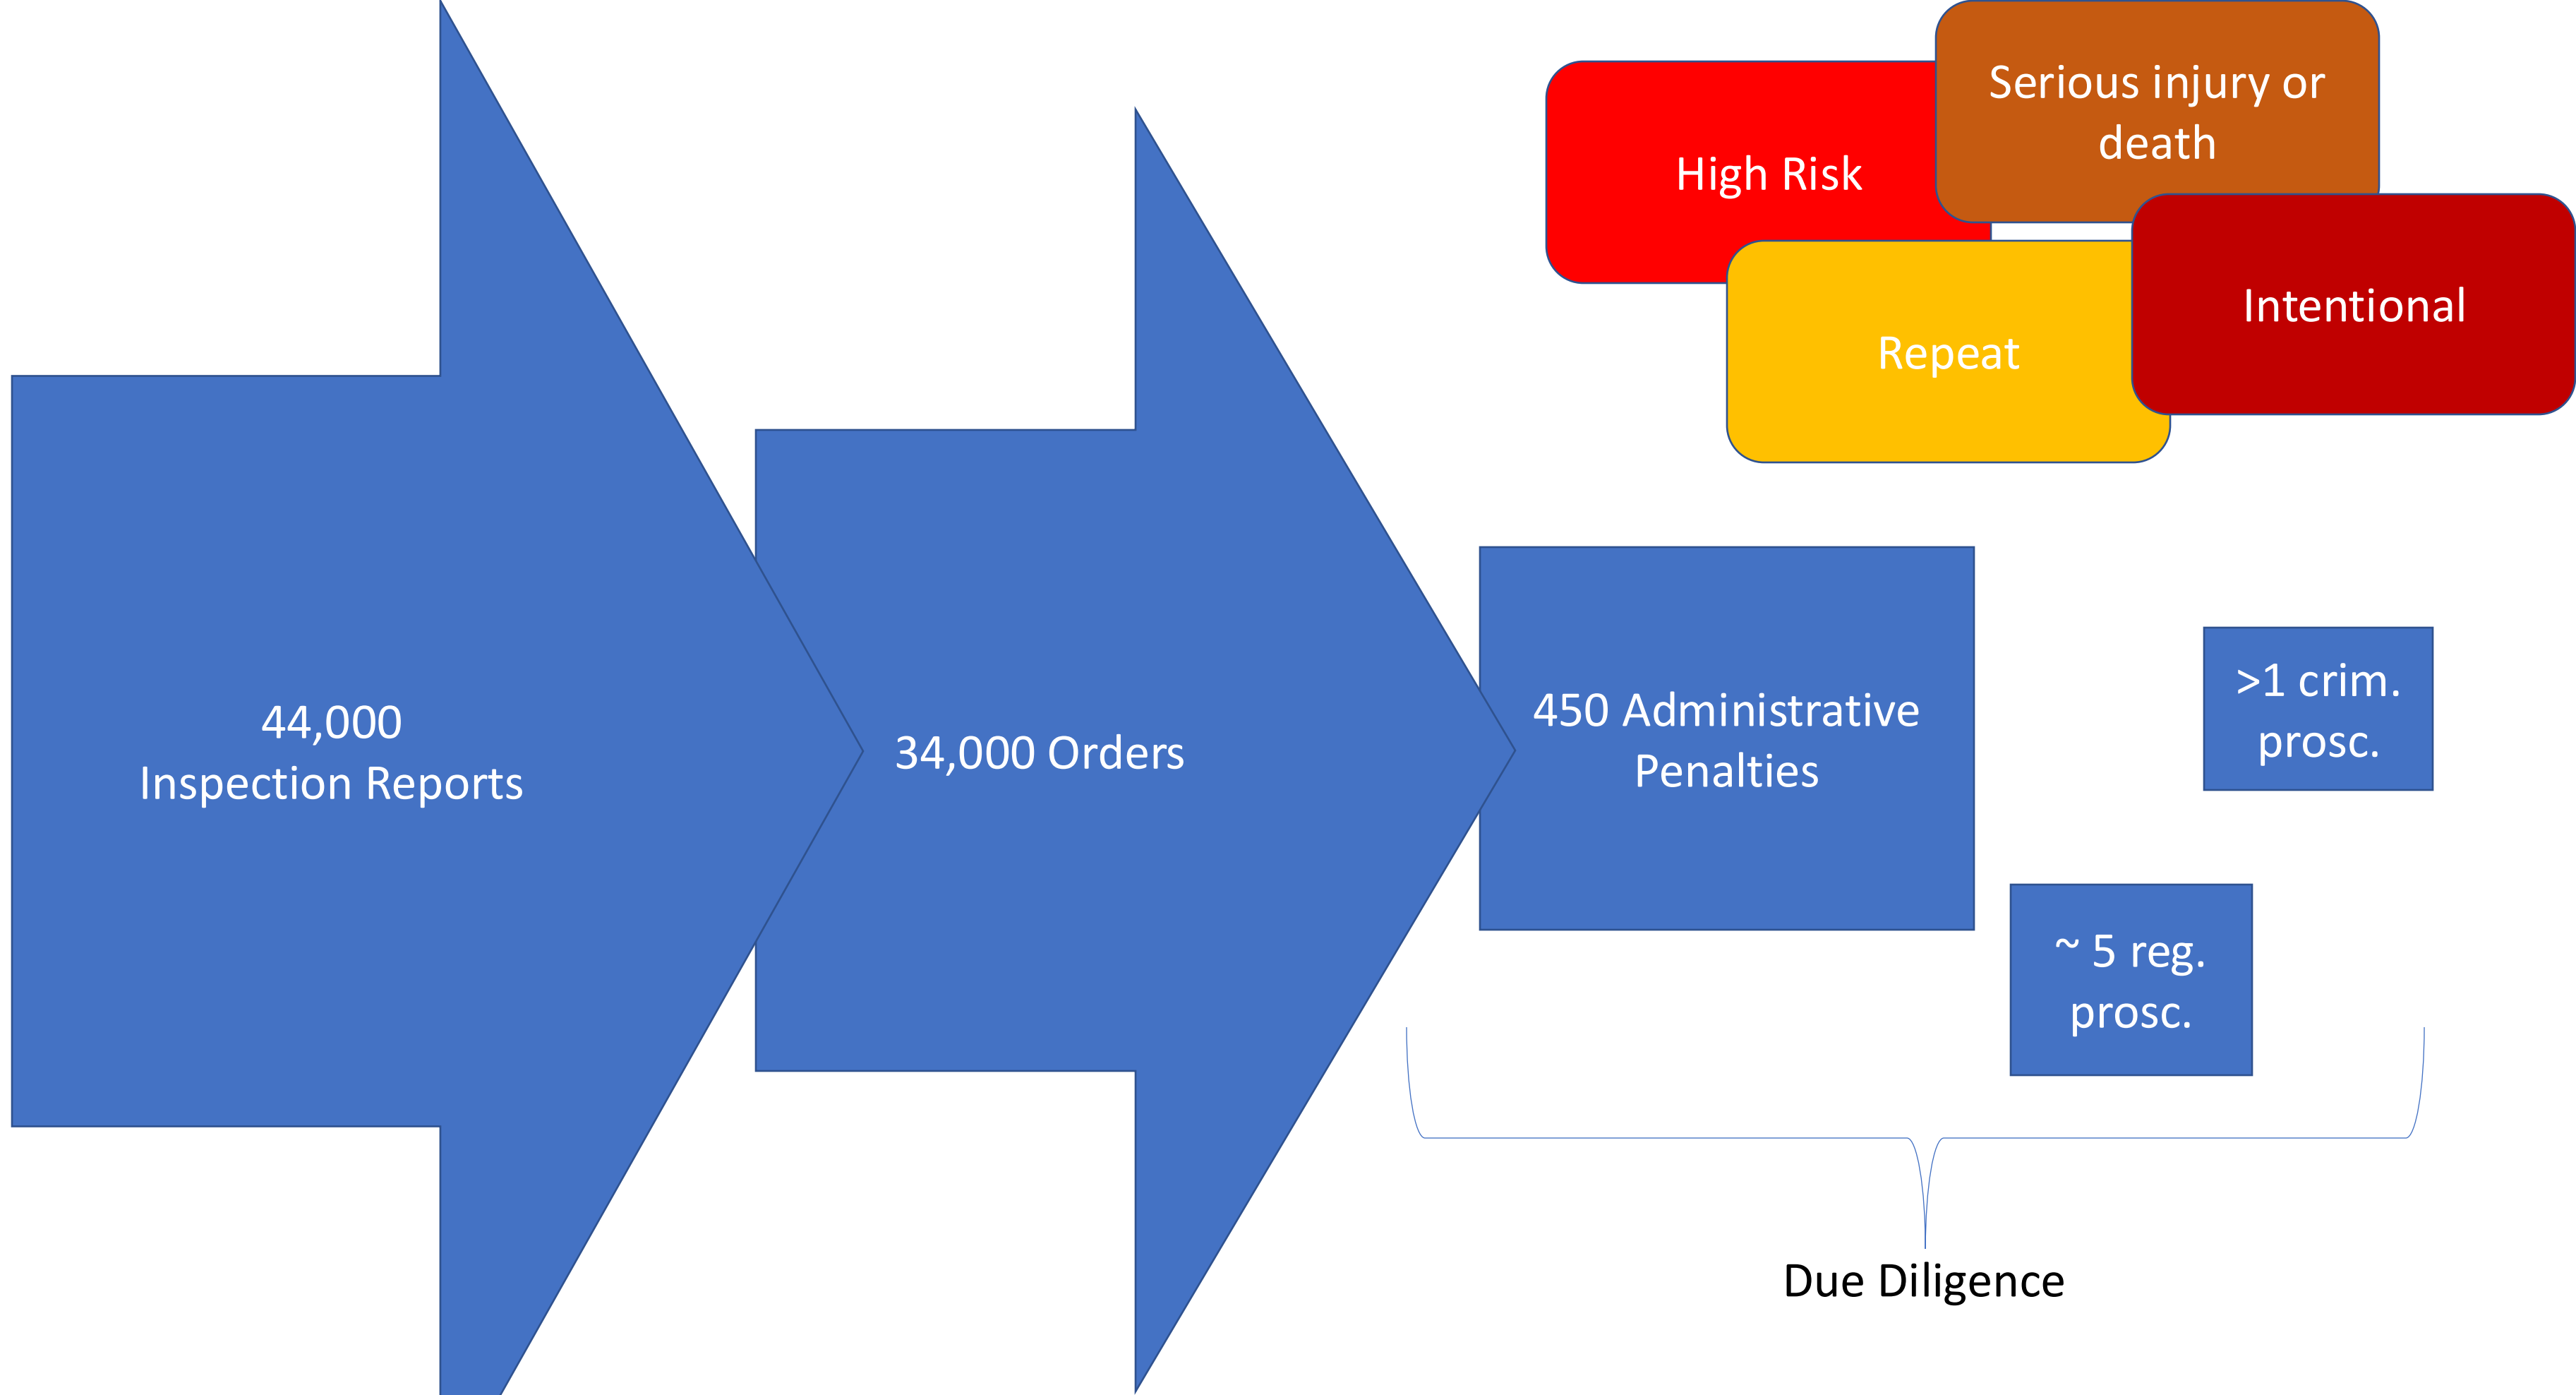 Serious injury or
death
High Risk
Intentional
Repeat
44,000
Inspection Reports
34,000 Orders
450 Administrative
Penalties
>1 crim.
prosc.
~ 5 reg.
prosc.
Due Diligence